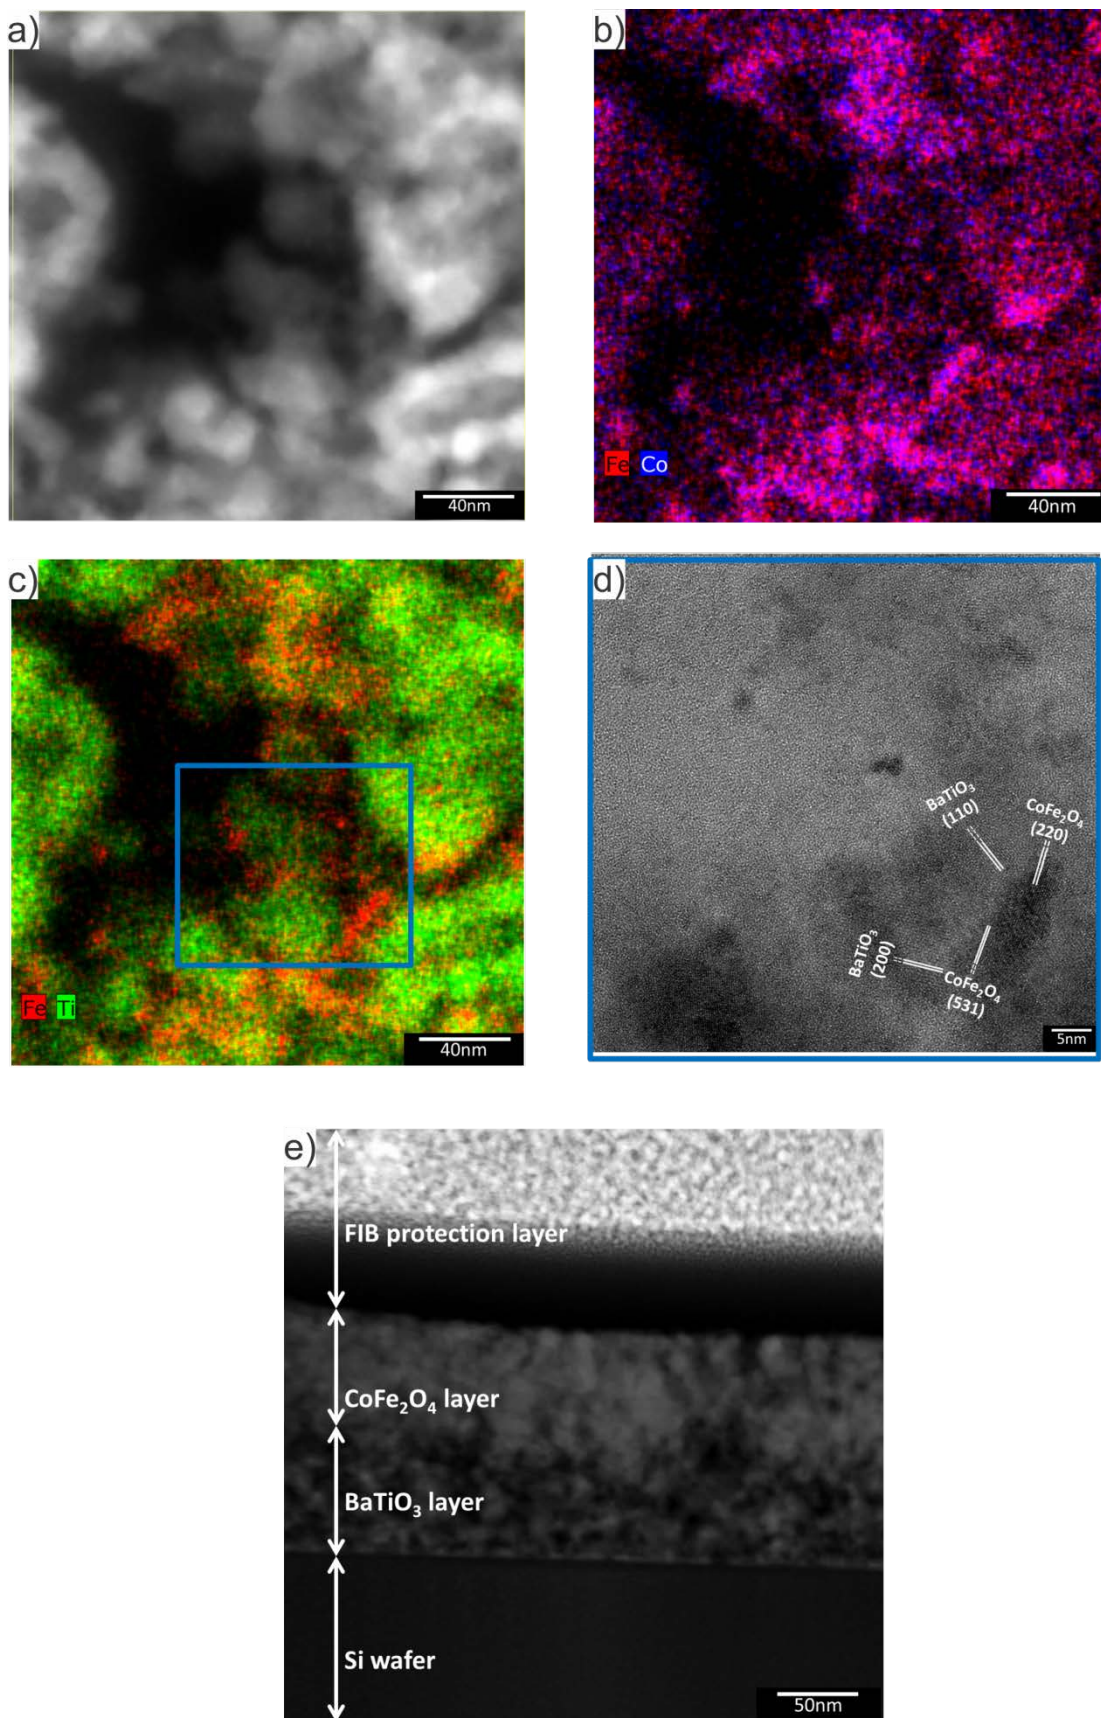 a)
40nm
b)
Fe Co
40nm
c)
Fe Ti
40nm
d)
BaTiO₃
(110)
CoFe₂O₄
(220)
BaTiO₃
(200)
CoFe₂O₄
(531)
5nm
e)
FIB protection layer
CoFe₂O₄ layer
BaTiO₃ layer
Si wafer
50nm